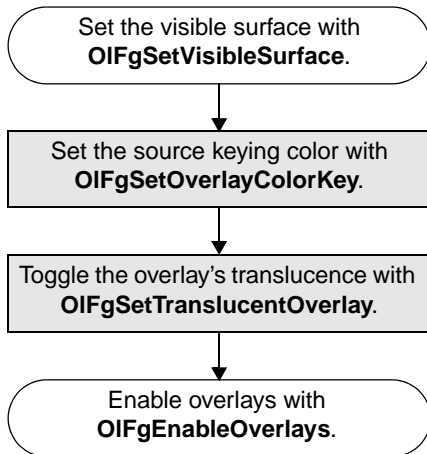 Set the visible surface with
OlFgSetVisibleSurface.
Set the source keying color with
OlFgSetOverlayColorKey.
Toggle the overlay’s translucence with
OlFgSetTranslucentOverlay.
Enable overlays with
OlFgEnableOverlays.